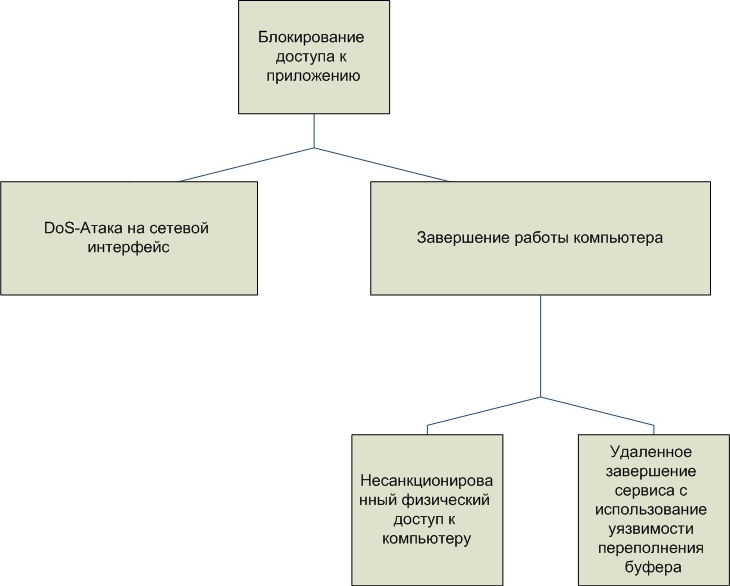 Блокирование
доступа к
приложению
DoS-Атака на сетевой
интерфейс
Завершение работы компьютера
Несанкционирова
нный физический
доступ к
компьютеру
Удаленное
завершение
сервиса с
использование
уязвимости
переполнения
буфера